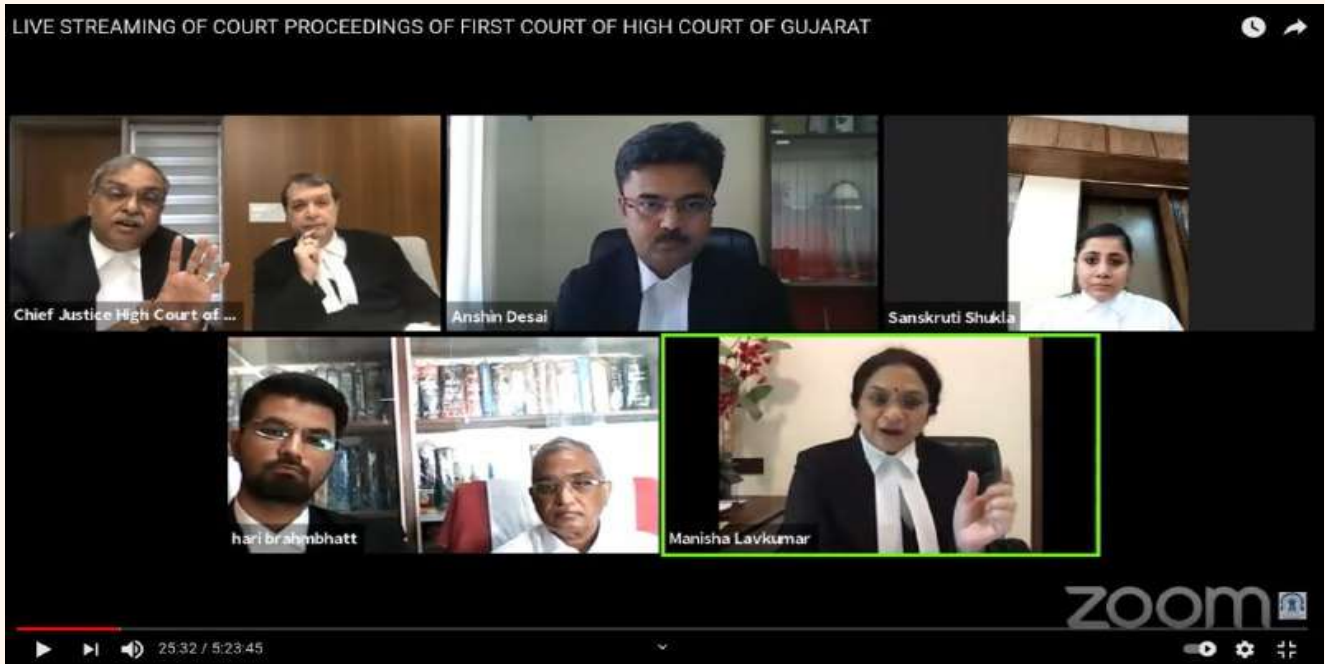 LIVE STREAMING OF COURT PROCEEDINGS OF FIRST COURT OF HIGH COURT OF GUJARAT
Chief Justice High Court of ...
Anshin Desai
Sanskruti Shukla
hari brahmbhatt
Manisha Lavkumar
zoom
25:32 / 5:23:45